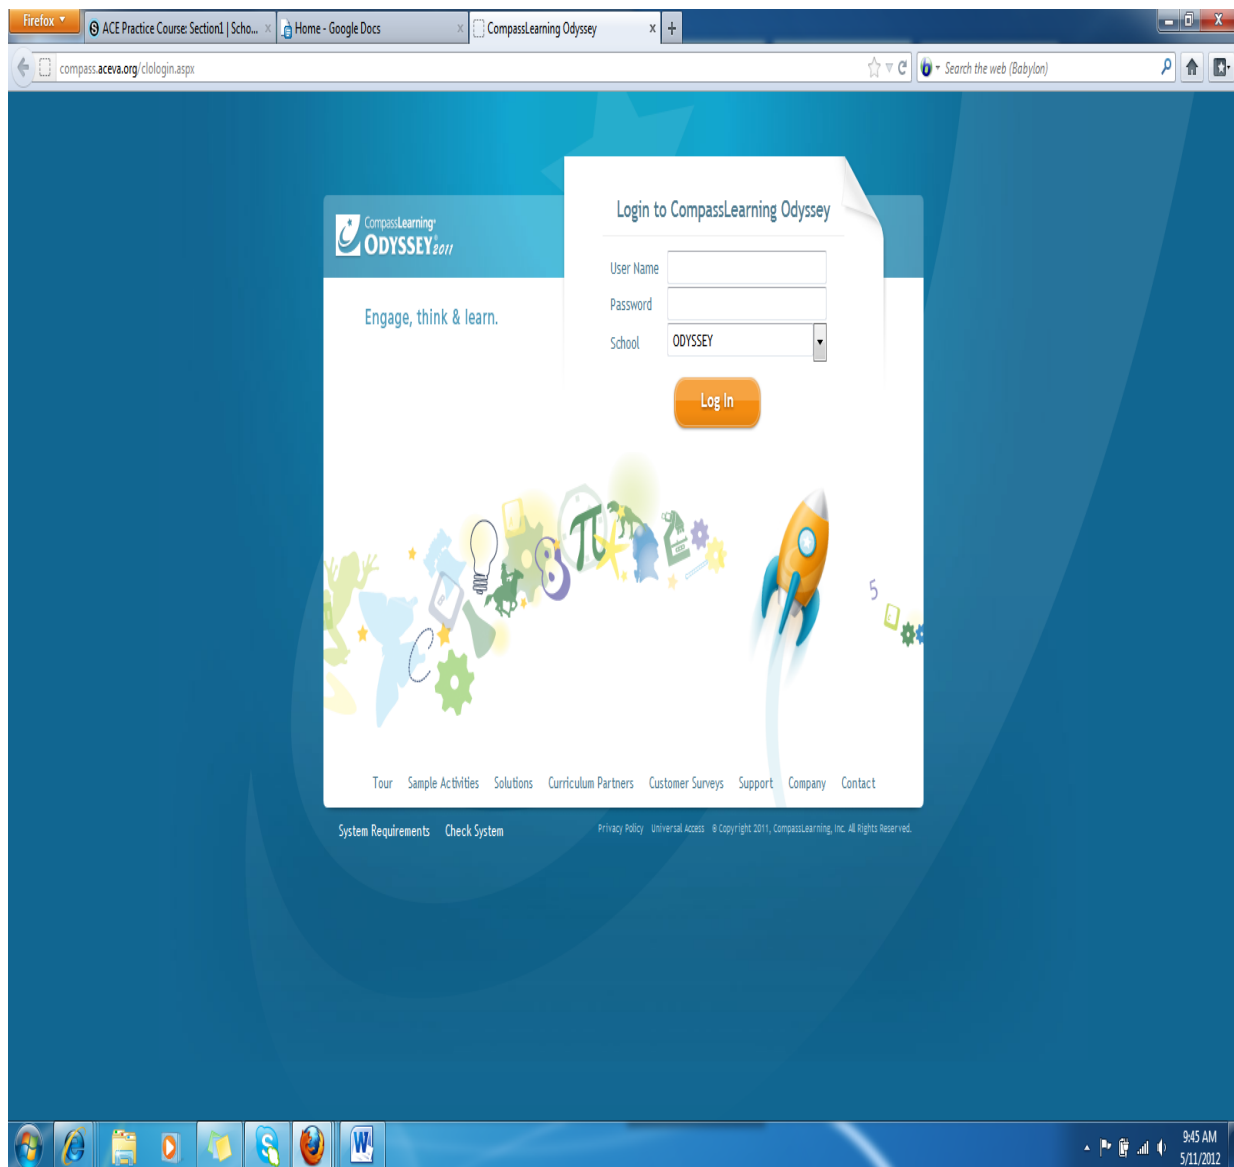 Firefox
ACE Practice Course: Section1 | Scho...
Home - Google Docs
CompassLearning Odyssey
compass.aceva.org/clologin.aspx
Search the web (Babylon)
Login to CompassLearning Odyssey
CompassLearning®
ODYSSEY® 2011
User Name
Password
School
ODYSSEY
Engage, think & learn.
Log In
Tour Sample Activities Solutions Curriculum Partners Customer Surveys Support Company Contact
System Requirements Check System
Privacy Policy Universal Access © Copyright 2011, CompassLearning, Inc. All Rights Reserved.
9:45 AM
5/11/2012